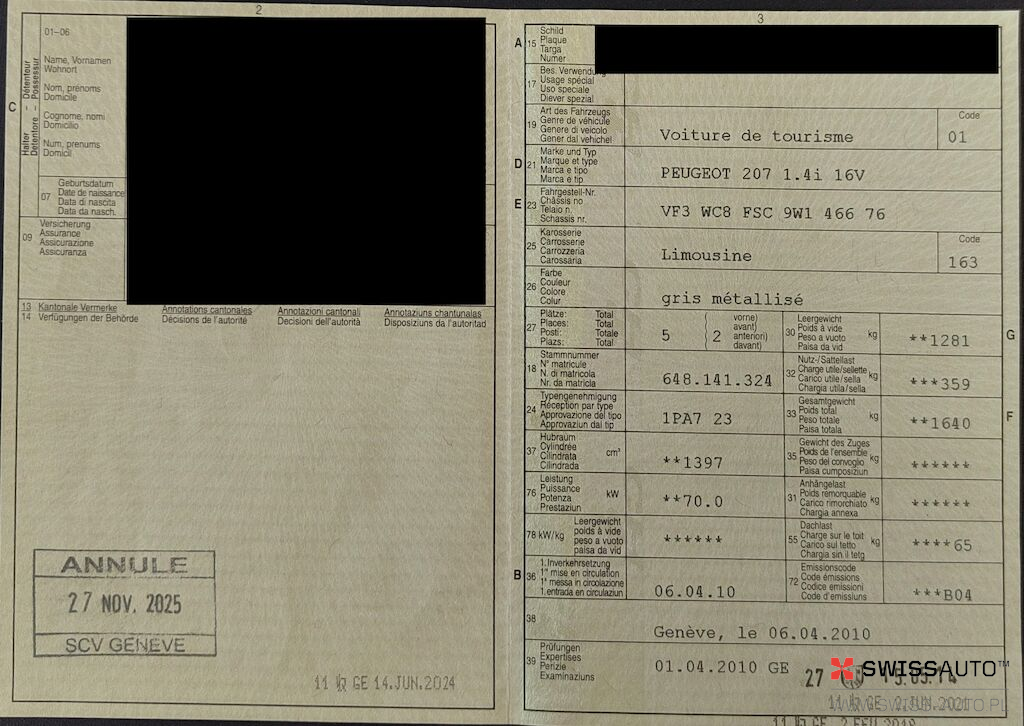 2
01–06
Name, Vornamen
Wohnort
Nom, prénoms
Domicile
Cognome, nomi
Domicilio
Num, prenums
Domicil
C
Halter – Détenteur
Detentore – Possessur
07
Geburtsdatum
Date de naissance
Data di nascita
Data da nasch.
09
Versicherung
Assurance
Assicurazione
Assicuranza
13 Kantonale Vermerke Annotations cantonales Annotazioni cantonali Annotaziuns chantunalas
14 Verfügungen der Behörde Décisions de l'autorité Decisioni dell'autorità Disposiziuns da l'autoritad
ANNULE
27 NOV. 2025
SCV GENEVE
GE 14.JUN.2024
3
A 15
Schild
Plaque
Targa
Numer
17
Bes. Verwendung
Usage spécial
Uso speciale
Diever spezial
19
Art des Fahrzeugs
Genre de véhicule
Genere di veicolo
Gener dal vehichel
Voiture de tourisme
Code
01
D 21
Marke und Typ
Marque et type
Marca e tipo
Marca e tip
PEUGEOT 207 1.4i 16V
E 23
Fahrgestell-Nr.
Châssis no
Telaio n.
Schassis nr.
VF3 WC8 FSC 9W1 466 76
25
Karosserie
Carrosserie
Carrozzeria
Carossaria
Limousine
Code
163
26
Farbe
Couleur
Colore
Colur
gris métallisé
27
Plätze: Total
Places: Total
Posti: Totale
Plazs: Total
5 2
vorne)
avant)
anteriori)
davant)
30
Leergewicht
Poids à vide
Peso a vuoto
Paisa da vid
kg
**1281
G
18
Stammnummer
N° matricule
N. di matricola
Nr. da matricla
648.141.324
32
Nutz-/Sattellast
Charge utile/sellette
Carico utile/sella
Chargia utila/sella
kg
***359
24
Typengenehmigung
Réception par type
Approvazione del tipo
Approvaziun dal tip
1PA7 23
33
Gesamtgewicht
Poids total
Peso totale
Paisa totala
kg
**1640
F
37
Hubraum
Cylindrée
Cilindrata
Cilindrada
cm³
**1397
35
Gewicht des Zuges
Poids de l'ensemble
Peso del convoglio
Paisa cumposiziun
kg
******
76
Leistung
Puissance
Potenza
Prestaziun
kW
**70.0
31
Anhängelast
Poids remorquable
Carico rimorchiato
Chargia annexa
kg
******
78 kW/kg
Leergewicht
poids à vide
peso a vuoto
paisa da vid
******
55
Dachlast
Charge sur le toit
Carico sul tetto
Chargia sin il tetg
kg
****65
B 36
1.Inverkehrsetzung
1re mise en circulation
1a messa in circolazione
1.entrada en circulaziun
06.04.10
72
Emissionscode
Code émissions
Codice emissioni
Code d'emissiuns
***B04
38
Genève, le 06.04.2010
39
Prüfungen
Expertises
Perizie
Examinaziuns
01.04.2010 GE
27
SWISSAUTO™
WWW.SWISSAUTO.PL
GE 2.JUN.2021